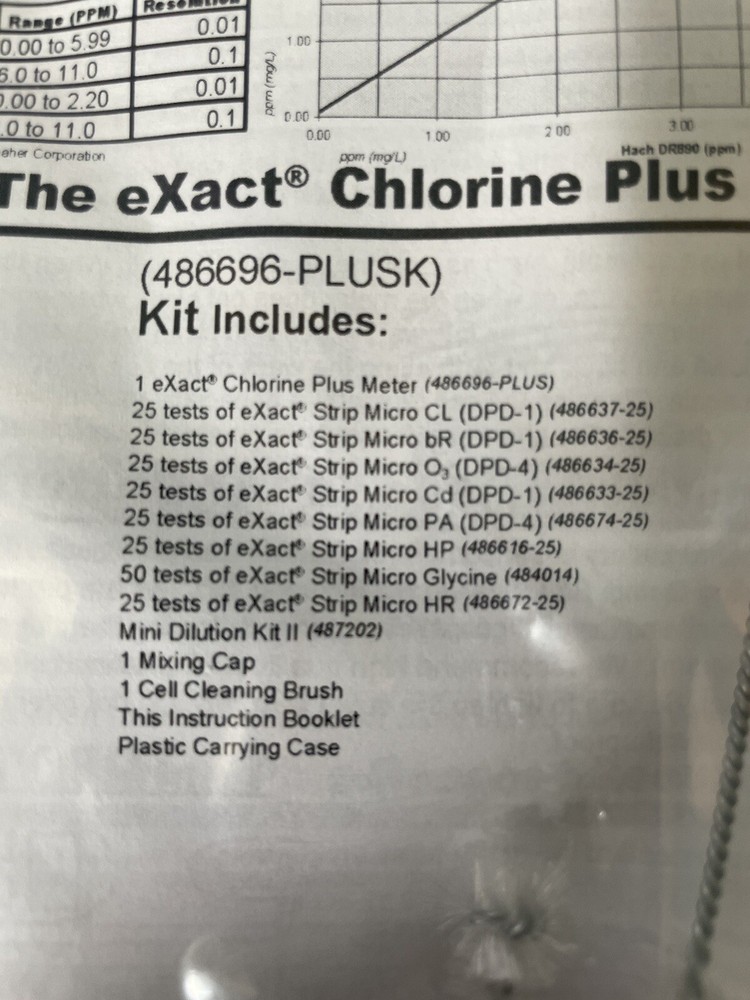 Range (PPM) Resolution
0.00 to 5.99 0.01
6.0 to 11.0 0.1
0.00 to 2.20 0.01
.0 to 11.0 0.1
aher Corporation
ppm (mg/L)
1.00
0.00
0.00 1.00 2.00 3.00
ppm (mg/L) Hach DR890 (ppm)
The eXact® Chlorine Plus
(486696-PLUSK)
Kit Includes:
1 eXact® Chlorine Plus Meter (486696-PLUS)
25 tests of eXact® Strip Micro CL (DPD-1) (486637-25)
25 tests of eXact® Strip Micro bR (DPD-1) (486636-25)
25 tests of eXact® Strip Micro O₃ (DPD-4) (486634-25)
25 tests of eXact® Strip Micro Cd (DPD-1) (486633-25)
25 tests of eXact® Strip Micro PA (DPD-4) (486674-25)
25 tests of eXact® Strip Micro HP (486616-25)
50 tests of eXact® Strip Micro Glycine (484014)
25 tests of eXact® Strip Micro HR (486672-25)
Mini Dilution Kit II (487202)
1 Mixing Cap
1 Cell Cleaning Brush
This Instruction Booklet
Plastic Carrying Case